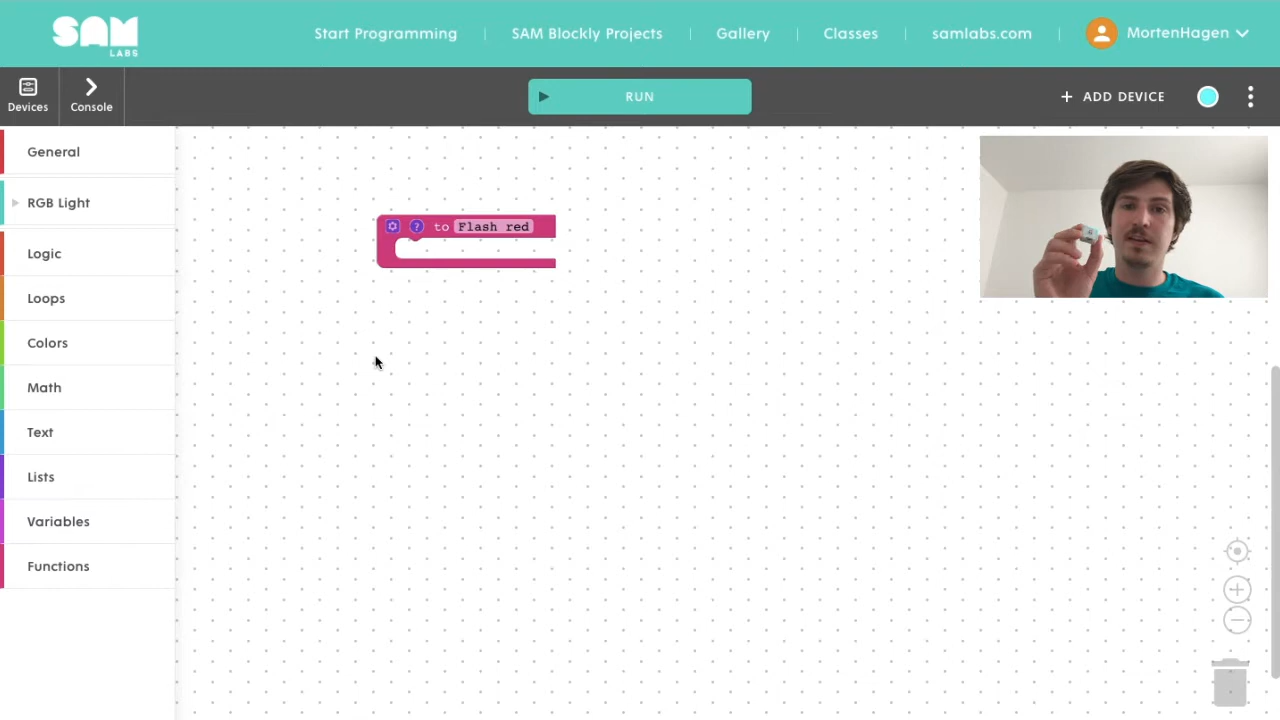 SAM
LABS
Start Programming
SAM Blockly Projects
Gallery
Classes
samlabs.com
MortenHagen
Devices
Console
RUN
+ ADD DEVICE
General
RGB Light
Logic
Loops
Colors
Math
Text
Lists
Variables
Functions
? to Flash red